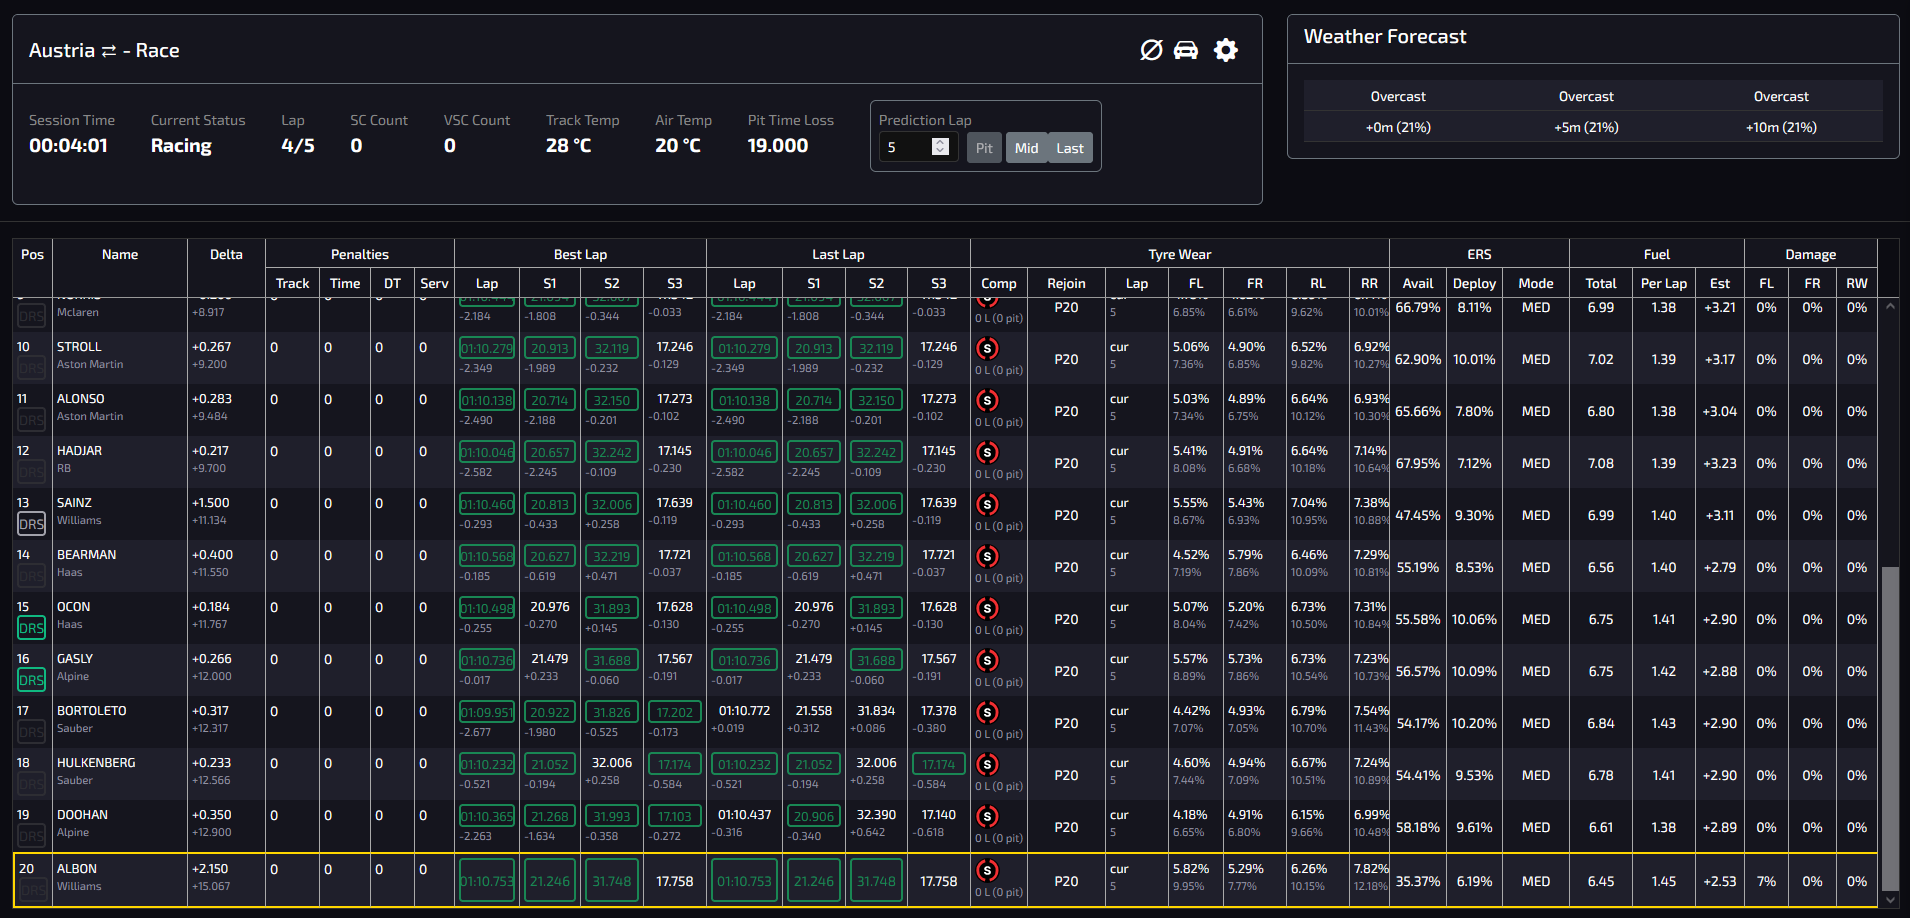 Austria ⇄ - Race
Weather Forecast
Overcast Overcast Overcast
+0m (21%) +5m (21%) +10m (21%)
Session Time Current Status Lap SC Count VSC Count Track Temp Air Temp Pit Time Loss Prediction Lap
00:04:01 Racing 4/5 0 0 28 °C 20 °C 19.000 5 Pit Mid Last
Pos Name Delta Penalties Best Lap Last Lap Tyre Wear ERS Fuel Damage
Track Time DT Serv Lap S1 S2 S3 Lap S1 S2 S3 Comp Rejoin Lap FL FR RL RR Avail Deploy Mode Total Per Lap Est FL FR RW
DRS Mclaren +8.917 -2.184 -1.808 -0.344 -0.033 -2.184 -1.808 -0.344 -0.033 0 L (0 pit) P20 5 6.85% 6.61% 9.62% 10.01% 66.79% 8.11% MED 6.99 1.38 +3.21 0% 0% 0%
10 STROLL +0.267 0 0 0 0 01:10.279 20.913 32.119 17.246 01:10.279 20.913 32.119 17.246 S P20 cur 5.06% 4.90% 6.52% 6.92% 62.90% 10.01% MED 7.02 1.39 +3.17 0% 0% 0%
DRS Aston Martin +9.200 -2.349 -1.989 -0.232 -0.129 -2.349 -1.989 -0.232 -0.129 0 L (0 pit) 5 7.36% 6.85% 9.82% 10.27%
11 ALONSO +0.283 0 0 0 0 01:10.138 20.714 32.150 17.273 01:10.138 20.714 32.150 17.273 S P20 cur 5.03% 4.89% 6.64% 6.93% 65.66% 7.80% MED 6.80 1.38 +3.04 0% 0% 0%
DRS Aston Martin +9.484 -2.490 -2.188 -0.201 -0.102 -2.490 -2.188 -0.201 -0.102 0 L (0 pit) 5 7.34% 6.75% 10.12% 10.30%
12 HADJAR +0.217 0 0 0 0 01:10.046 20.657 32.242 17.145 01:10.046 20.657 32.242 17.145 S P20 cur 5.41% 4.91% 6.64% 7.14% 67.95% 7.12% MED 7.08 1.39 +3.23 0% 0% 0%
DRS RB +9.700 -2.582 -2.245 -0.109 -0.230 -2.582 -2.245 -0.109 -0.230 0 L (0 pit) 5 8.08% 6.68% 10.18% 10.64%
13 SAINZ +1.500 0 0 0 0 01:10.460 20.813 32.006 17.639 01:10.460 20.813 32.006 17.639 S P20 cur 5.55% 5.43% 7.04% 7.38% 47.45% 9.30% MED 6.99 1.40 +3.11 0% 0% 0%
DRS Williams +11.134 -0.293 -0.433 +0.258 -0.119 -0.293 -0.433 +0.258 -0.119 0 L (0 pit) 5 8.67% 6.93% 10.95% 10.88%
14 BEARMAN +0.400 0 0 0 0 01:10.568 20.627 32.219 17.721 01:10.568 20.627 32.219 17.721 S P20 cur 4.52% 5.79% 6.46% 7.29% 55.19% 8.53% MED 6.56 1.40 +2.79 0% 0% 0%
DRS Haas +11.550 -0.185 -0.619 +0.471 -0.037 -0.185 -0.619 +0.471 -0.037 0 L (0 pit) 5 7.19% 7.86% 10.09% 10.81%
15 OCON +0.184 0 0 0 0 01:10.498 20.976 31.893 17.628 01:10.498 20.976 31.893 17.628 S P20 cur 5.07% 5.20% 6.73% 7.31% 55.58% 10.06% MED 6.75 1.41 +2.90 0% 0% 0%
DRS Haas +11.767 -0.255 -0.270 +0.145 -0.130 -0.255 -0.270 +0.145 -0.130 0 L (0 pit) 5 8.04% 7.42% 10.50% 10.84%
16 GASLY +0.266 0 0 0 0 01:10.736 21.479 31.688 17.567 01:10.736 21.479 31.688 17.567 S P20 cur 5.57% 5.73% 6.73% 7.23% 56.57% 10.09% MED 6.75 1.42 +2.88 0% 0% 0%
DRS Alpine +12.000 -0.017 +0.233 -0.060 -0.191 -0.017 +0.233 -0.060 -0.191 0 L (0 pit) 5 8.89% 7.86% 10.54% 10.73%
17 BORTOLETO +0.317 0 0 0 0 01:09.951 20.922 31.826 17.202 01:10.772 21.558 31.834 17.378 S P20 cur 4.42% 4.93% 6.79% 7.54% 54.17% 10.20% MED 6.84 1.43 +2.90 0% 0% 0%
DRS Sauber +12.317 -2.677 -1.980 -0.525 -0.173 +0.019 +0.312 +0.086 -0.380 0 L (0 pit) 5 7.07% 7.05% 10.70% 11.43%
18 HULKENBERG +0.233 0 0 0 0 01:10.232 21.052 32.006 17.174 01:10.232 21.052 32.006 17.174 S P20 cur 4.60% 4.94% 6.67% 7.24% 54.41% 9.53% MED 6.78 1.41 +2.90 0% 0% 0%
DRS Sauber +12.566 -0.521 -0.194 +0.258 -0.584 -0.521 -0.194 +0.258 -0.584 0 L (0 pit) 5 7.44% 7.09% 10.51% 10.89%
19 DOOHAN +0.350 0 0 0 0 01:10.365 21.268 31.993 17.103 01:10.437 20.906 32.390 17.140 S P20 cur 4.18% 4.91% 6.15% 6.99% 58.18% 9.61% MED 6.61 1.38 +2.89 0% 0% 0%
DRS Alpine +12.900 -2.263 -1.634 -0.358 -0.272 -0.316 -0.340 +0.642 -0.618 0 L (0 pit) 5 6.65% 6.80% 9.66% 10.48%
20 ALBON +2.150 0 0 0 0 01:10.753 21.246 31.748 17.758 01:10.753 21.246 31.748 17.758 S P20 cur 5.82% 5.29% 6.26% 7.82% 35.37% 6.19% MED 6.45 1.45 +2.53 7% 0% 0%
DRS Williams +15.067 0 L (0 pit) 5 9.95% 7.77% 10.15% 12.18%